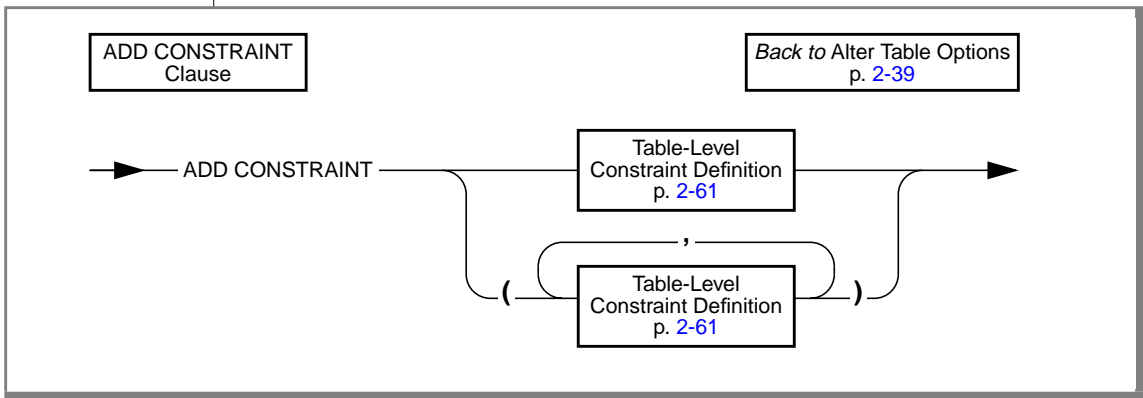 ADD CONSTRAINT
Clause
Back to Alter Table Options
p. 2-39
ADD CONSTRAINT
Table-Level
Constraint Definition
p. 2-61
,
(
Table-Level
Constraint Definition
p. 2-61
)